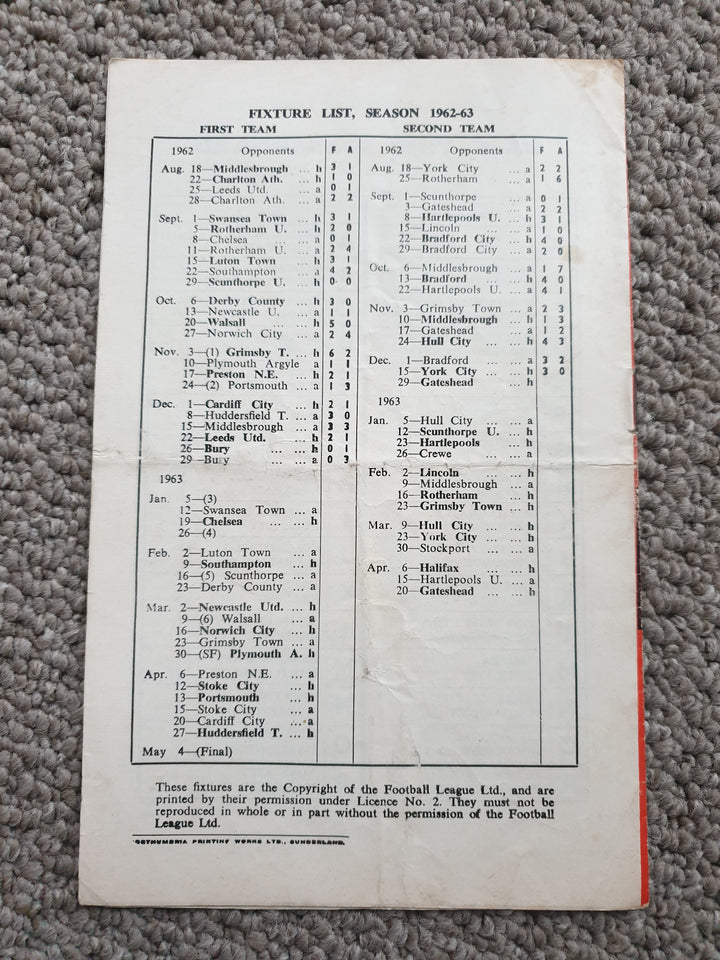 FIXTURE LIST, SEASON 1962-63
FIRST TEAM
1962 Opponents F A
Aug. 18—Middlesbrough ... h 3 1
22—Charlton Ath. ... h 1 0
25—Leeds Utd. ... a 0 1
28—Charlton Ath. ... a 2 2
Sept. 1—Swansea Town ... h 3 1
5—Rotherham U. ... h 2 0
8—Chelsea ... a 0 1
11—Rotherham U. ... a 2 4
15—Luton Town ... h 3 1
22—Southampton ... a 4 2
29—Scunthorpe U. ... h 0 0
Oct. 6—Derby County ... h 3 0
13—Newcastle U. ... a 1 1
20—Walsall ... ... h 5 0
27—Norwich City ... a 2 4
Nov. 3—(1) Grimsby T. ... h 6 2
10—Plymouth Argyle a 1 1
17—Preston N.E. ... h 2 1
24—(2) Portsmouth ... a 1 3
Dec. 1—Cardiff City ... h 2 1
8—Huddersfield T. ... a 3 0
15—Middlesbrough ... a 3 3
22—Leeds Utd. ... h 2 1
26—Bury ... ... h 0 1
29—Bury ... ... a 0 3
1963
Jan. 5—(3)
12—Swansea Town ... a
19—Chelsea ... ... h
26—(4)
Feb. 2—Luton Town ... a
9—Southampton ... h
16—(5) Scunthorpe ... a
23—Derby County ... a
Mar. 2—Newcastle Utd. ... h
9—(6) Walsall ... a
16—Norwich City ... h
23—Grimsby Town ... a
30—(SF) Plymouth A. h
Apr. 6—Preston N.E. ... a
12—Stoke City ... h
13—Portsmouth ... h
15—Stoke City ... a
20—Cardiff City ... a
27—Huddersfield T. ... h
May 4—(Final)
SECOND TEAM
1962 Opponents F A
Aug. 18—York City ... a 2 2
25—Rotherham ... a 1 6
Sept. 1—Scunthorpe ... a 0 1
3—Gateshead ... a 2 2
8—Hartlepools U. ... h 3 1
15—Lincoln ... ... a 1 0
22—Bradford City ... h 4 0
29—Bradford City ... a 2 0
Oct. 6—Middlesbrough ... a 1 7
13—Bradford ... ... h 4 0
22—Hartlepools U. ... a 4 1
Nov. 3—Grimsby Town ... a 2 3
10—Middlesbrough ... h 1 3
17—Gateshead ... a 1 2
24—Hull City ... ... h 4 3
Dec. 1—Bradford ... ... a 3 2
15—York City ... ... h 3 0
29—Gateshead ... h
1963
Jan. 5—Hull City ... ... a
12—Scunthorpe U. ... h
23—Hartlepools ... h
26—Crewe ... ... a
Feb. 2—Lincoln ... ... h
9—Middlesbrough ... a
16—Rotherham ... h
23—Grimsby Town ... h
Mar. 9—Hull City ... ... h
23—York City ... ... h
30—Stockport ... ... a
Apr. 6—Halifax ... ... h
15—Hartlepools U. ... a
20—Gateshead ... ... h
These fixtures are the Copyright of the Football League Ltd., and are
printed by their permission under Licence No. 2. They must not be
reproduced in whole or in part without the permission of the Football
League Ltd.
ORTHUMBRIA PRINTING WORKS LTD., SUNDERLAND.